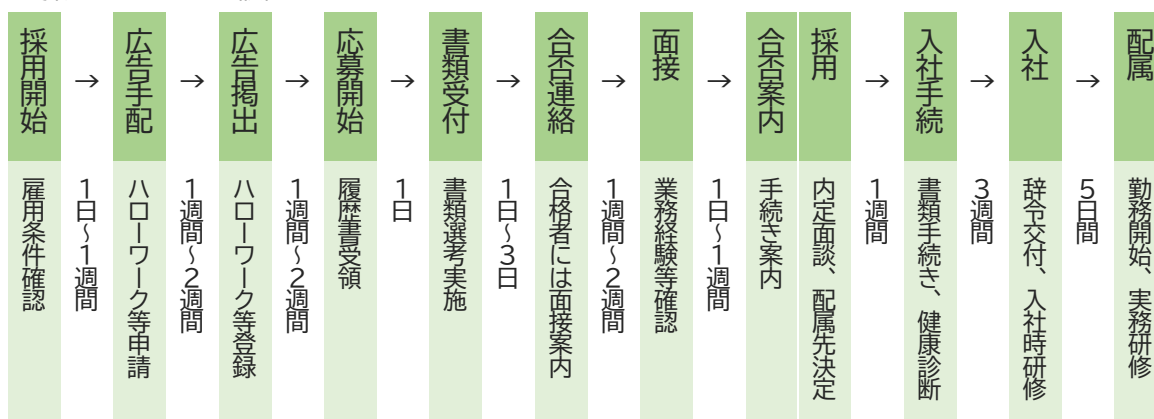 採用開始
雇用条件確認
→
1日~1週間
広告手配
ハローワーク等申請
→
1週間~2週間
広告掲出
ハローワーク等登録
→
1週間~2週間
応募開始
履歴書受領
→
1日
書類受付
書類選考実施
→
1日~3日
合否連絡
合格者には面接案内
→
1週間~2週間
面接
業務経験等確認
→
1日~1週間
合否案内
手続き案内
採用
内定面談、配属先決定
→
1週間
入社手続
書類手続き、健康診断
→
3週間
入社
辞令交付、入社時研修
→
5日間
配属
勤務開始、実務研修